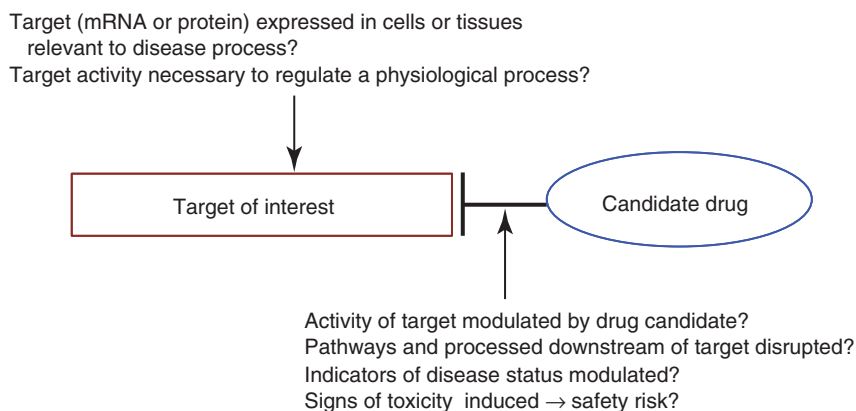 Target (mRNA or protein) expressed in cells or tissues
relevant to disease process?
Target activity necessary to regulate a physiological process?
Target of interest
Candidate drug
Activity of target modulated by drug candidate?
Pathways and processed downstream of target disrupted?
Indicators of disease status modulated?
Signs of toxicity induced → safety risk?